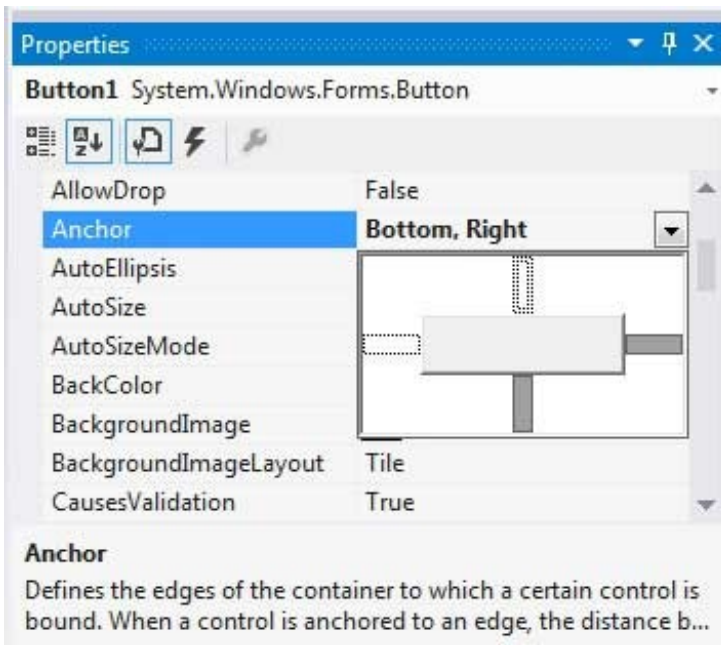 Properties
Button1 System.Windows.Forms.Button
AllowDrop False
Anchor Bottom, Right
AutoEllipsis
AutoSize
AutoSizeMode
BackColor
BackgroundImage
BackgroundImageLayout Tile
CausesValidation True
Anchor
Defines the edges of the container to which a certain control is
bound. When a control is anchored to an edge, the distance b...